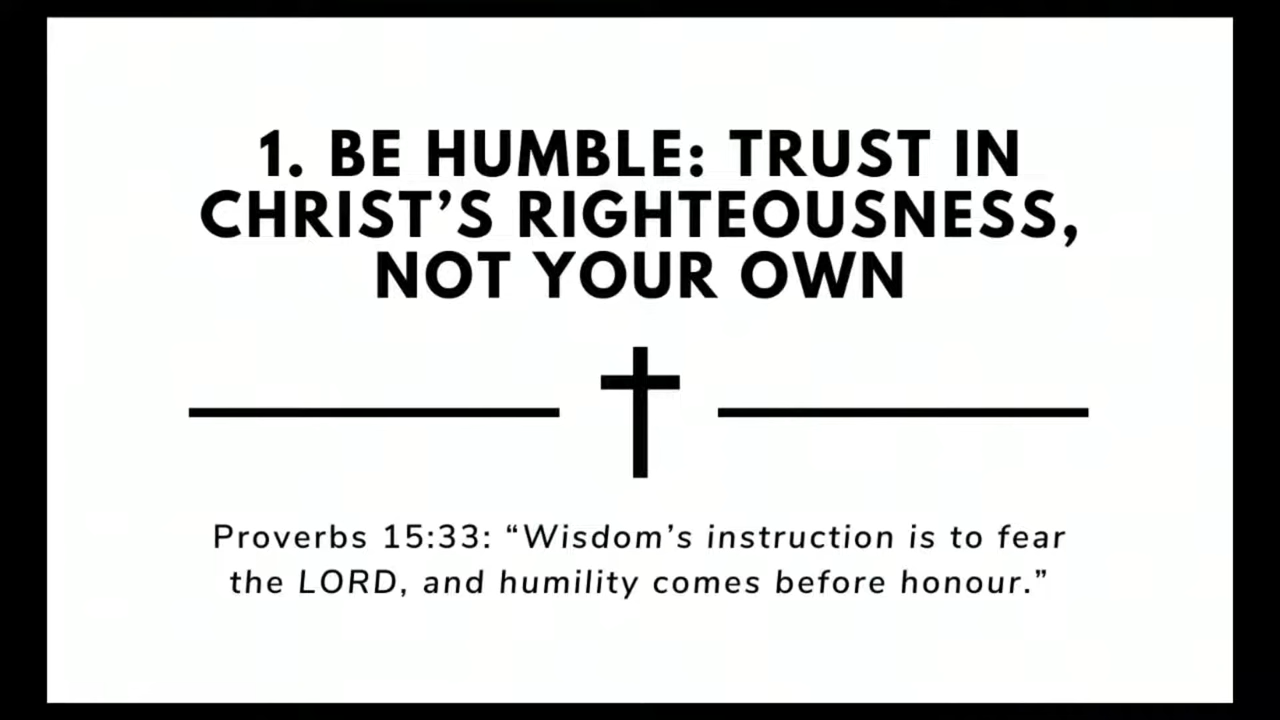 1. BE HUMBLE: TRUST IN
CHRIST’S RIGHTEOUSNESS,
NOT YOUR OWN
Proverbs 15:33: “Wisdom’s instruction is to fear
the LORD, and humility comes before honour.”